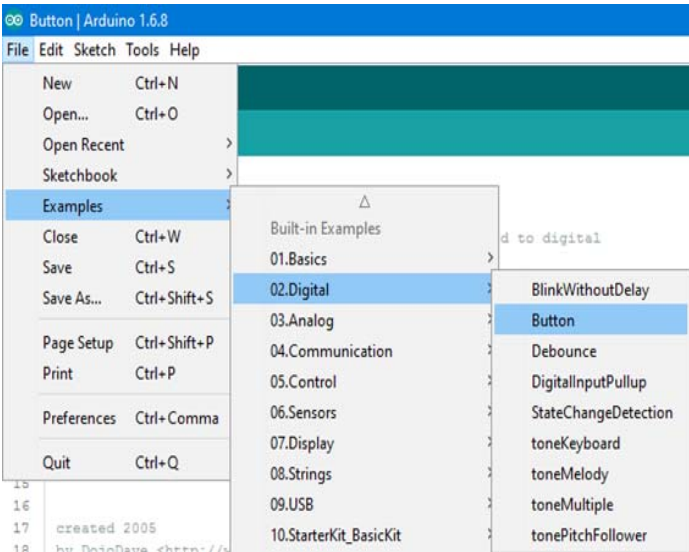 Button | Arduino 1.6.8
File Edit Sketch Tools Help
New Ctrl+N
Open... Ctrl+O
Open Recent
Sketchbook
Examples
Close Ctrl+W
Save Ctrl+S
Save As... Ctrl+Shift+S
Page Setup Ctrl+Shift+P
Print Ctrl+P
Preferences Ctrl+Comma
Quit Ctrl+Q
Built-in Examples
01.Basics
02.Digital
03.Analog
04.Communication
05.Control
06.Sensors
07.Display
08.Strings
09.USB
10.StarterKit_BasicKit
BlinkWithoutDelay
Button
Debounce
DigitalInputPullup
StateChangeDetection
toneKeyboard
toneMelody
toneMultiple
tonePitchFollower
d to digital
15
16
17 created 2005
18 by DojoDave <http://